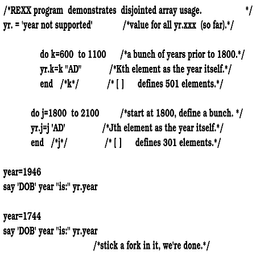 /*REXX program demonstrates disjointed array usage. */
yr. = 'year not supported' /*value for all yr.xxx (so far).*/
do k=600 to 1100 /*a bunch of years prior to 1800.*/
yr.k=k "AD" /*Kth element as the year itself.*/
end /*k*/ /* [ ] defines 501 elements.*/
do j=1800 to 2100 /*start at 1800, define a bunch. */
yr.j=j 'AD' /*Jth element as the year itself.*/
end /*j*/ /* [ ] defines 301 elements.*/
year=1946
say 'DOB' year "is:" yr.year
year=1744
say 'DOB' year "is:" yr.year
/*stick a fork in it, we're done.*/